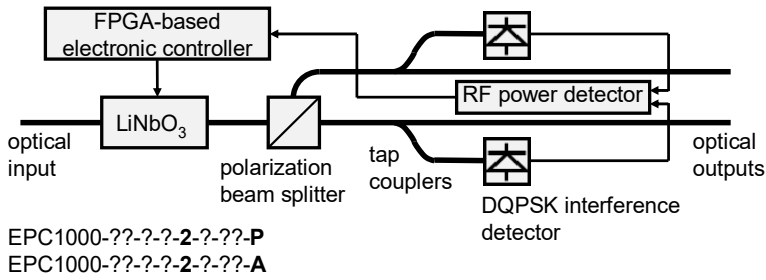 FPGA-based
electronic controller
RF power detector
LiNbO3
optical
input
polarization
beam splitter
tap
couplers
optical
outputs
DQPSK interference
detector
EPC1000-??-?-?-2-?-??-P
EPC1000-??-?-?-2-?-??-A